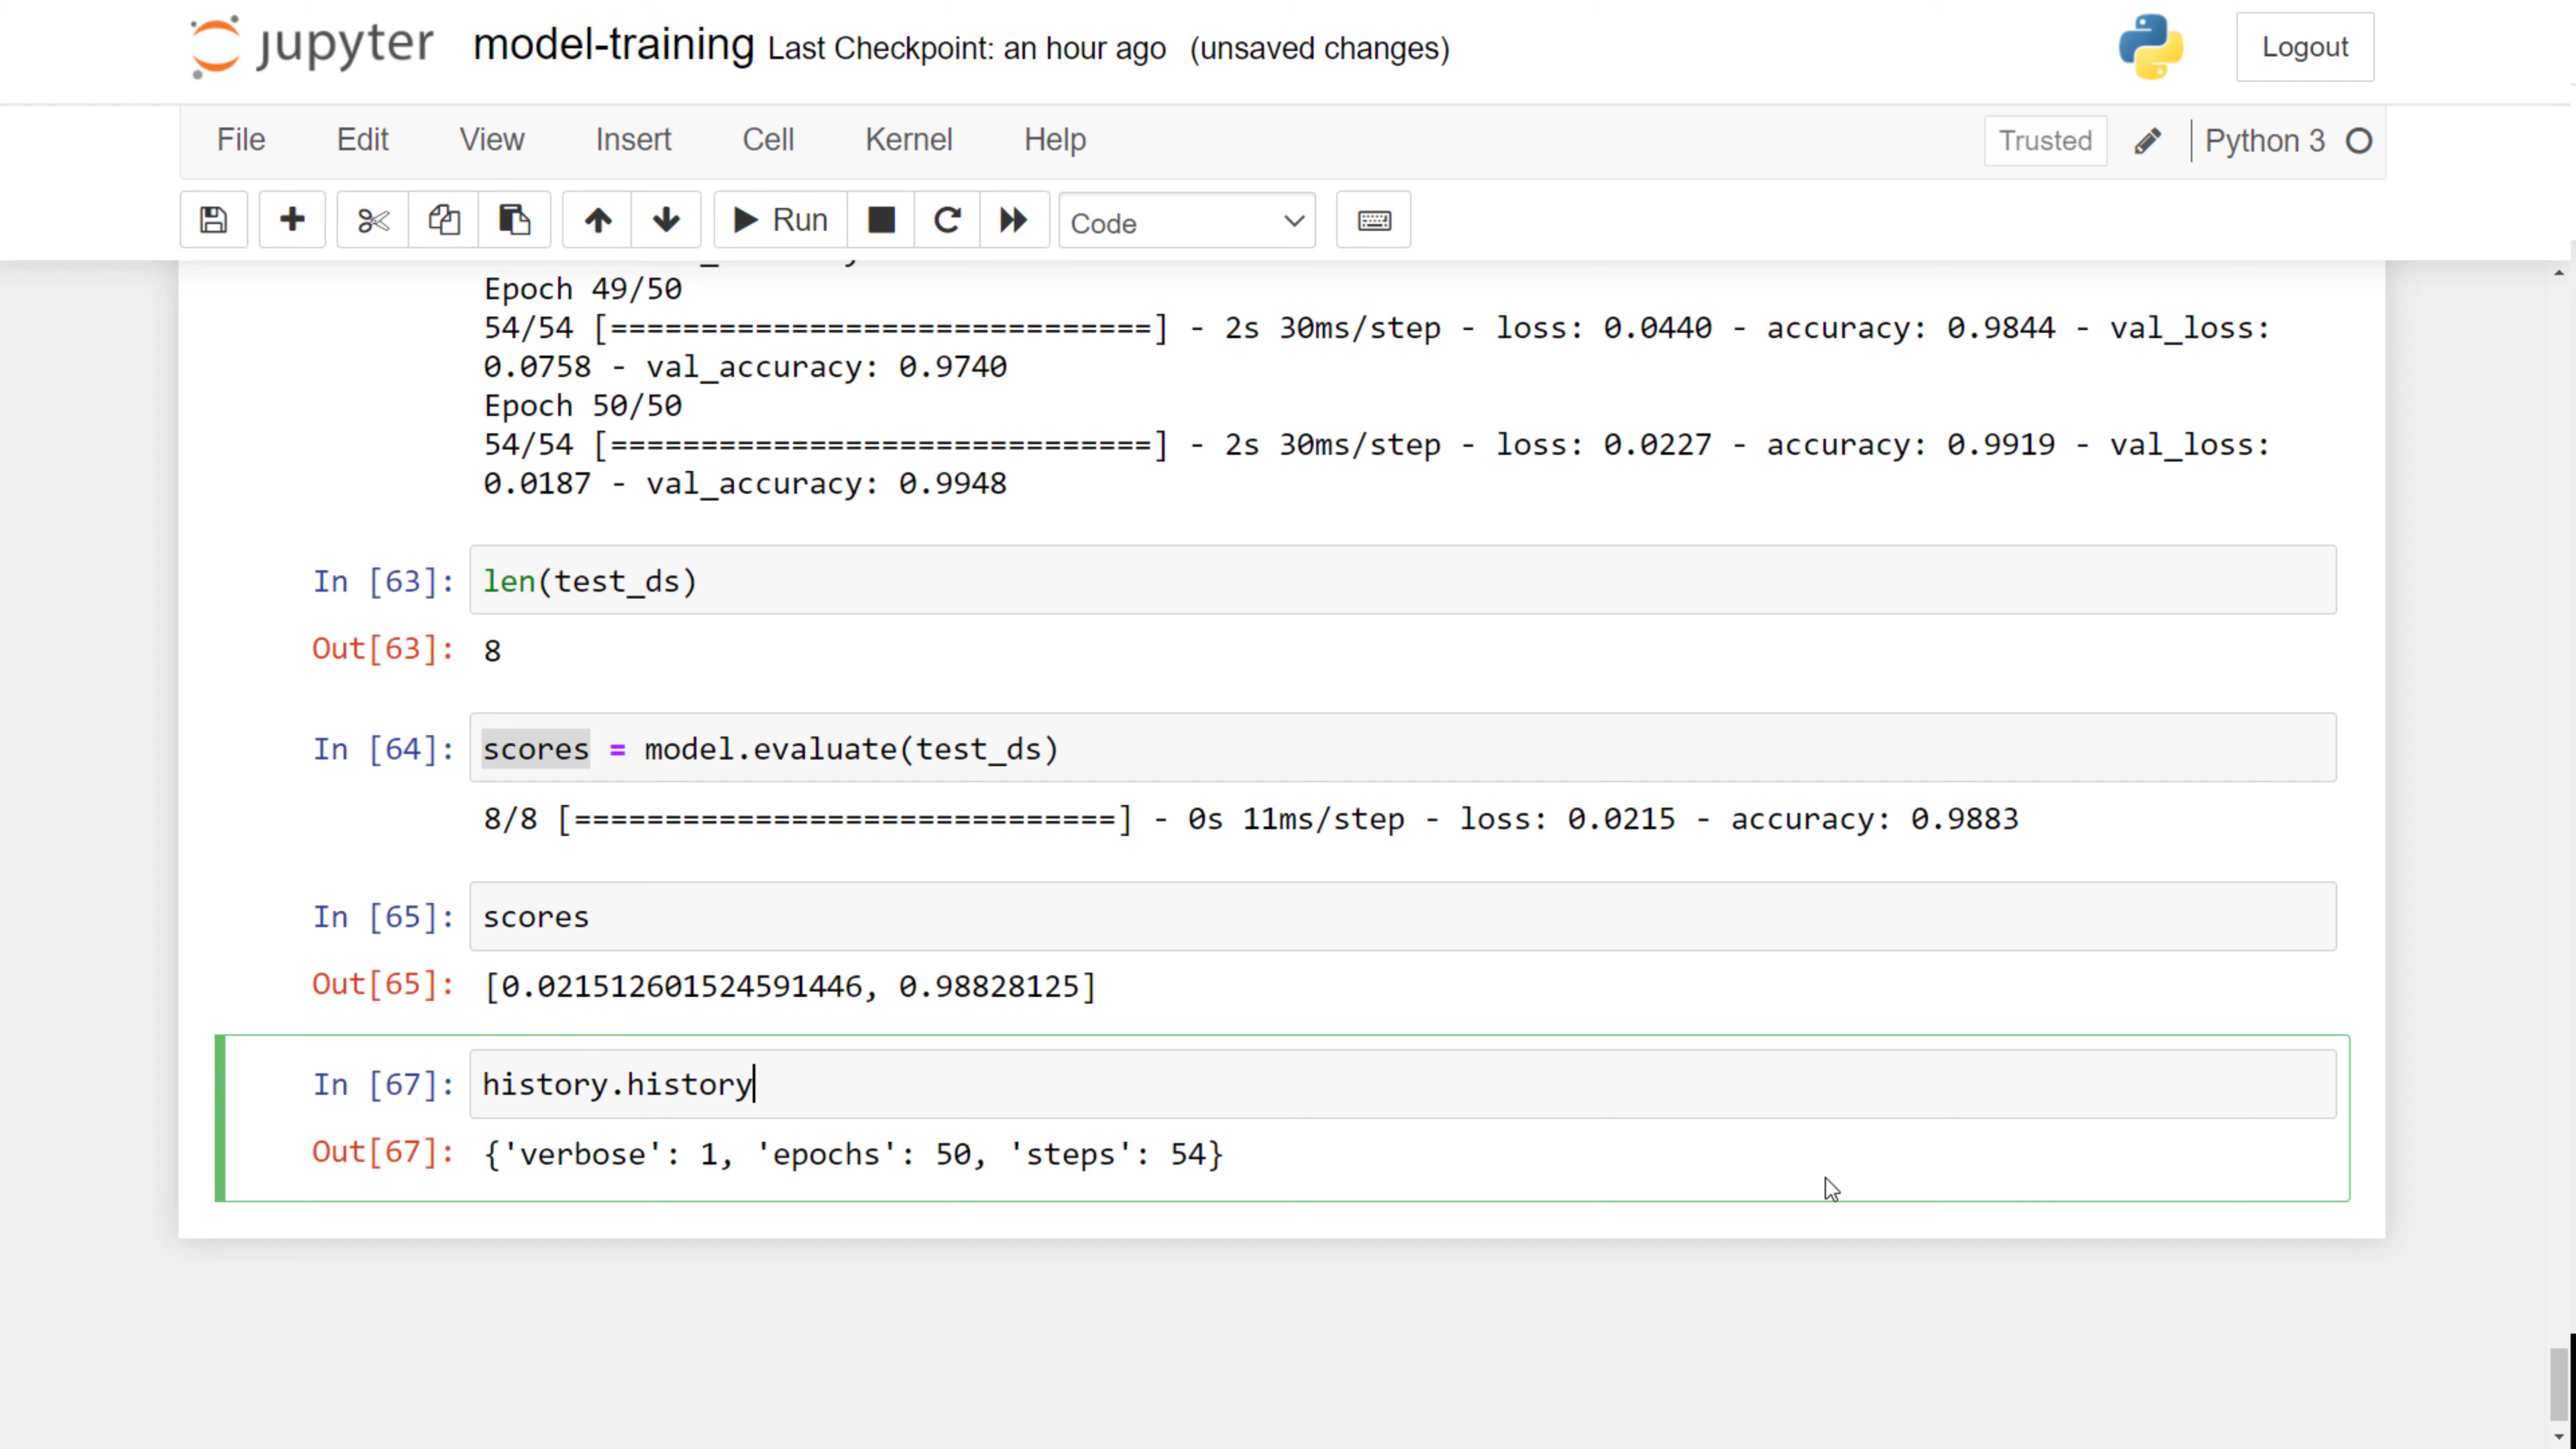 jupyter model-training Last Checkpoint: an hour ago (unsaved changes) Logout
File Edit View Insert Cell Kernel Help Trusted Python 3
Run Code
Epoch 49/50
54/54 [==============================] - 2s 30ms/step - loss: 0.0440 - accuracy: 0.9844 - val_loss:
0.0758 - val_accuracy: 0.9740
Epoch 50/50
54/54 [==============================] - 2s 30ms/step - loss: 0.0227 - accuracy: 0.9919 - val_loss:
0.0187 - val_accuracy: 0.9948
In [63]: len(test_ds)
Out[63]: 8
In [64]: scores = model.evaluate(test_ds)
8/8 [==============================] - 0s 11ms/step - loss: 0.0215 - accuracy: 0.9883
In [65]: scores
Out[65]: [0.021512601524591446, 0.98828125]
In [67]: history.history
Out[67]: {'verbose': 1, 'epochs': 50, 'steps': 54}